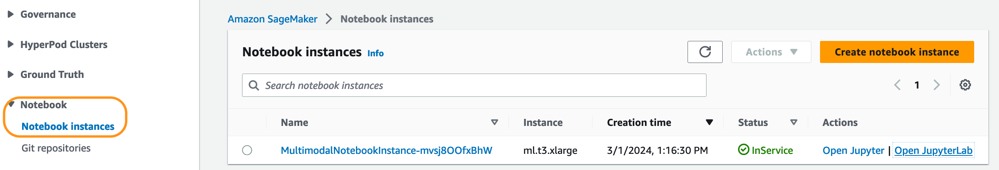 Governance
HyperPod Clusters
Ground Truth
Notebook
Notebook instances
Git repositories
Amazon SageMaker > Notebook instances
Notebook instances Info
Actions
Create notebook instance
Search notebook instances
1
Name Instance Creation time Status Actions
MultimodalNotebookInstance-mvsj8OOfxBhW ml.t3.xlarge 3/1/2024, 1:16:30 PM InService Open Jupyter | Open JupyterLab